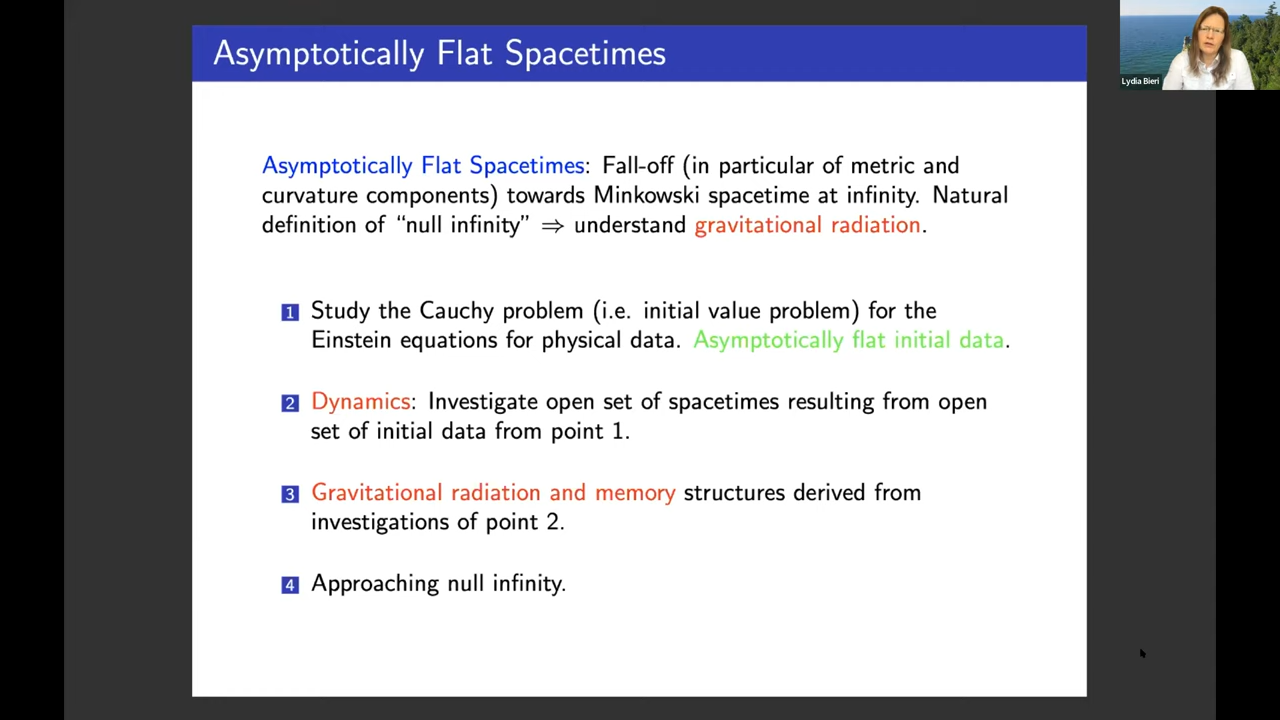 Asymptotically Flat Spacetimes
Lydia Bieri
Asymptotically Flat Spacetimes: Fall-off (in particular of metric and
curvature components) towards Minkowski spacetime at infinity. Natural
definition of “null infinity” ⇒ understand gravitational radiation.
1 Study the Cauchy problem (i.e. initial value problem) for the
Einstein equations for physical data. Asymptotically flat initial data.
2 Dynamics: Investigate open set of spacetimes resulting from open
set of initial data from point 1.
3 Gravitational radiation and memory structures derived from
investigations of point 2.
4 Approaching null infinity.